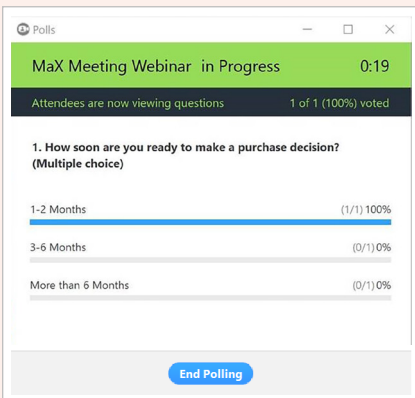 Polls
MaX Meeting Webinar in Progress 0:19
Attendees are now viewing questions 1 of 1 (100%) voted
1. How soon are you ready to make a purchase decision?
(Multiple choice)
1-2 Months (1/1) 100%
3-6 Months (0/1) 0%
More than 6 Months (0/1) 0%
End Polling